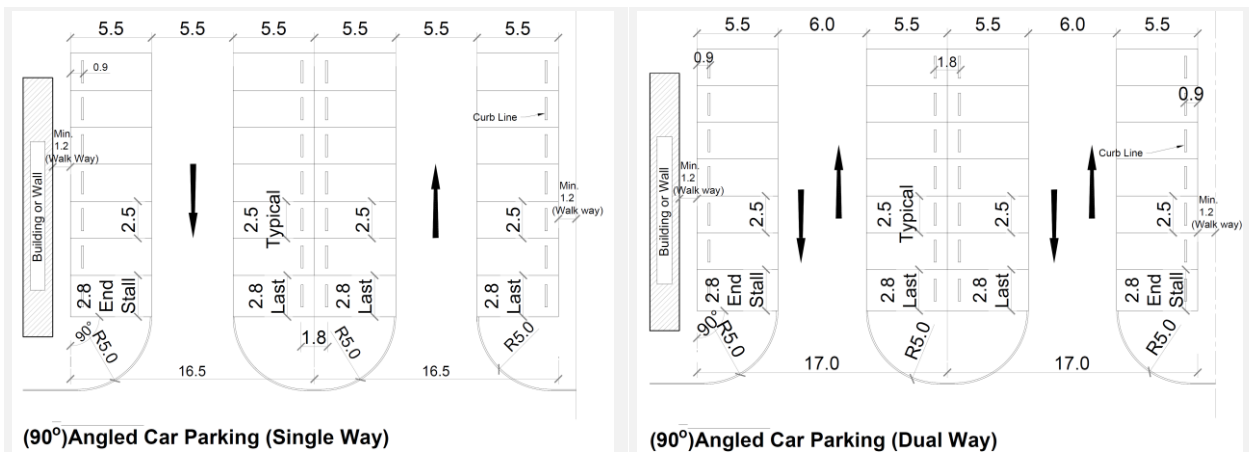 5.5 5.5 5.5 5.5 5.5 5.5
0.9
Curb Line
Min.
1.2
(Walk Way)
Building or Wall
Min.
1.2
(Walk way)
2.5
2.5
Typical
2.5
2.5
2.8
End
Stall
2.8
Last
2.8
Last
2.8
Last
90°
R5.0
1.8
R5.0
R5.0
16.5 16.5
(90°)Angled Car Parking (Single Way)
5.5 6.0 5.5 5.5 6.0 5.5
0.9
1.8
0.9
Curb Line
Min.
1.2
(Walk way)
Building or Wall
Min.
1.2
(Walk way)
2.5
2.5
Typical
2.5
2.5
2.8
End
Stall
2.8
Last
2.8
Last
2.8
End
Stall
90°
R5.0
R5.0
R5.0
17.0 17.0
(90°)Angled Car Parking (Dual Way)